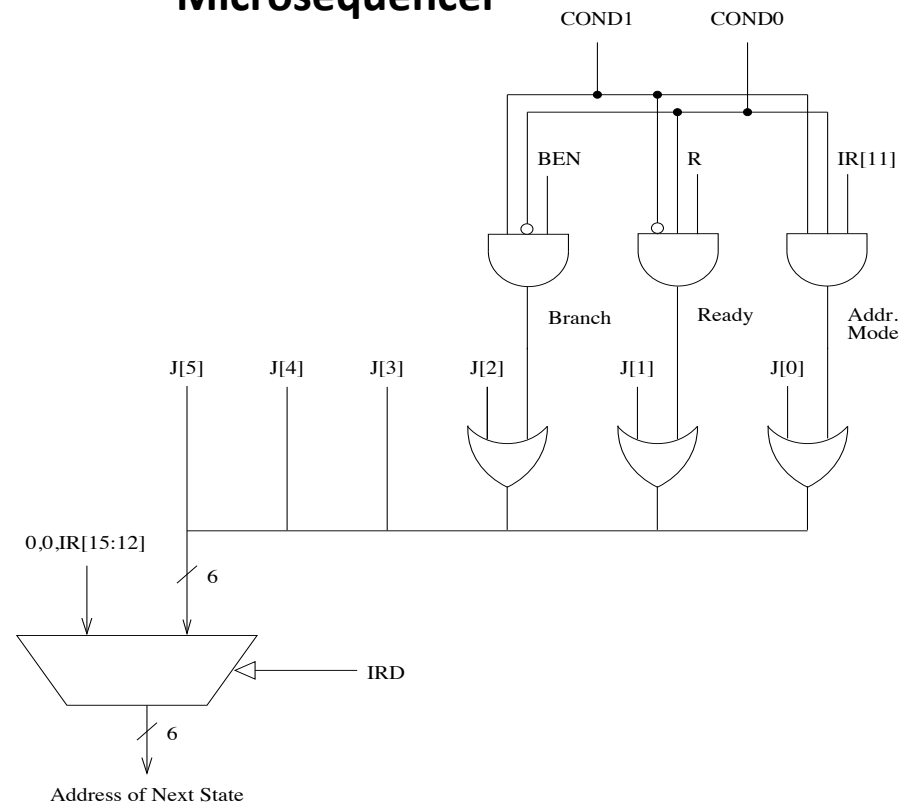 Microsequencer
COND1 COND0
BEN R IR[11]
Branch Ready Addr.
Mode
J[5] J[4] J[3] J[2] J[1] J[0]
0,0,IR[15:12]
6
IRD
6
Address of Next State